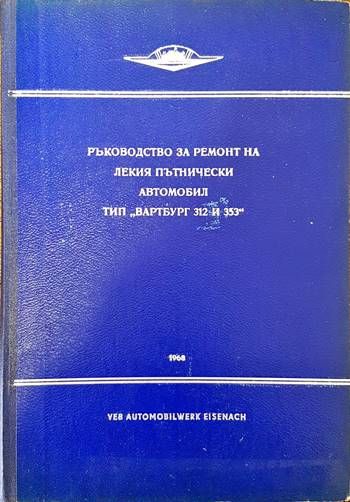 РЪКОВОДСТВО ЗА РЕМОНТ НА
ЛЕКИЯ ПЪТНИЧЕСКИ
АВТОМОБИЛ
ТИП „ВАРТБУРГ 312 И 353“
1968
VEB AUTOMOBILWERK EISENACH